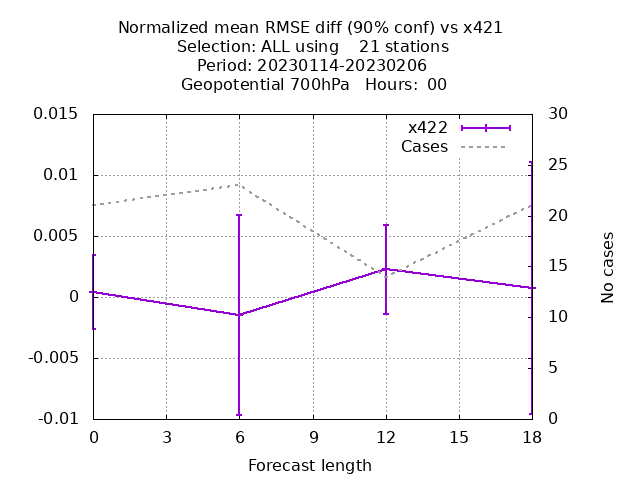 Normalized mean RMSE diff (90% conf) vs x421
Selection: ALL using    21 stations
Period: 20230114-20230206
Geopotential 700hPa   Hours:  00
0.015
0.01
0.005
0
-0.005
-0.01
30
25
20
15
10
5
0
x422
Cases
No cases
0
3
6
9
12
15
18
Forecast length